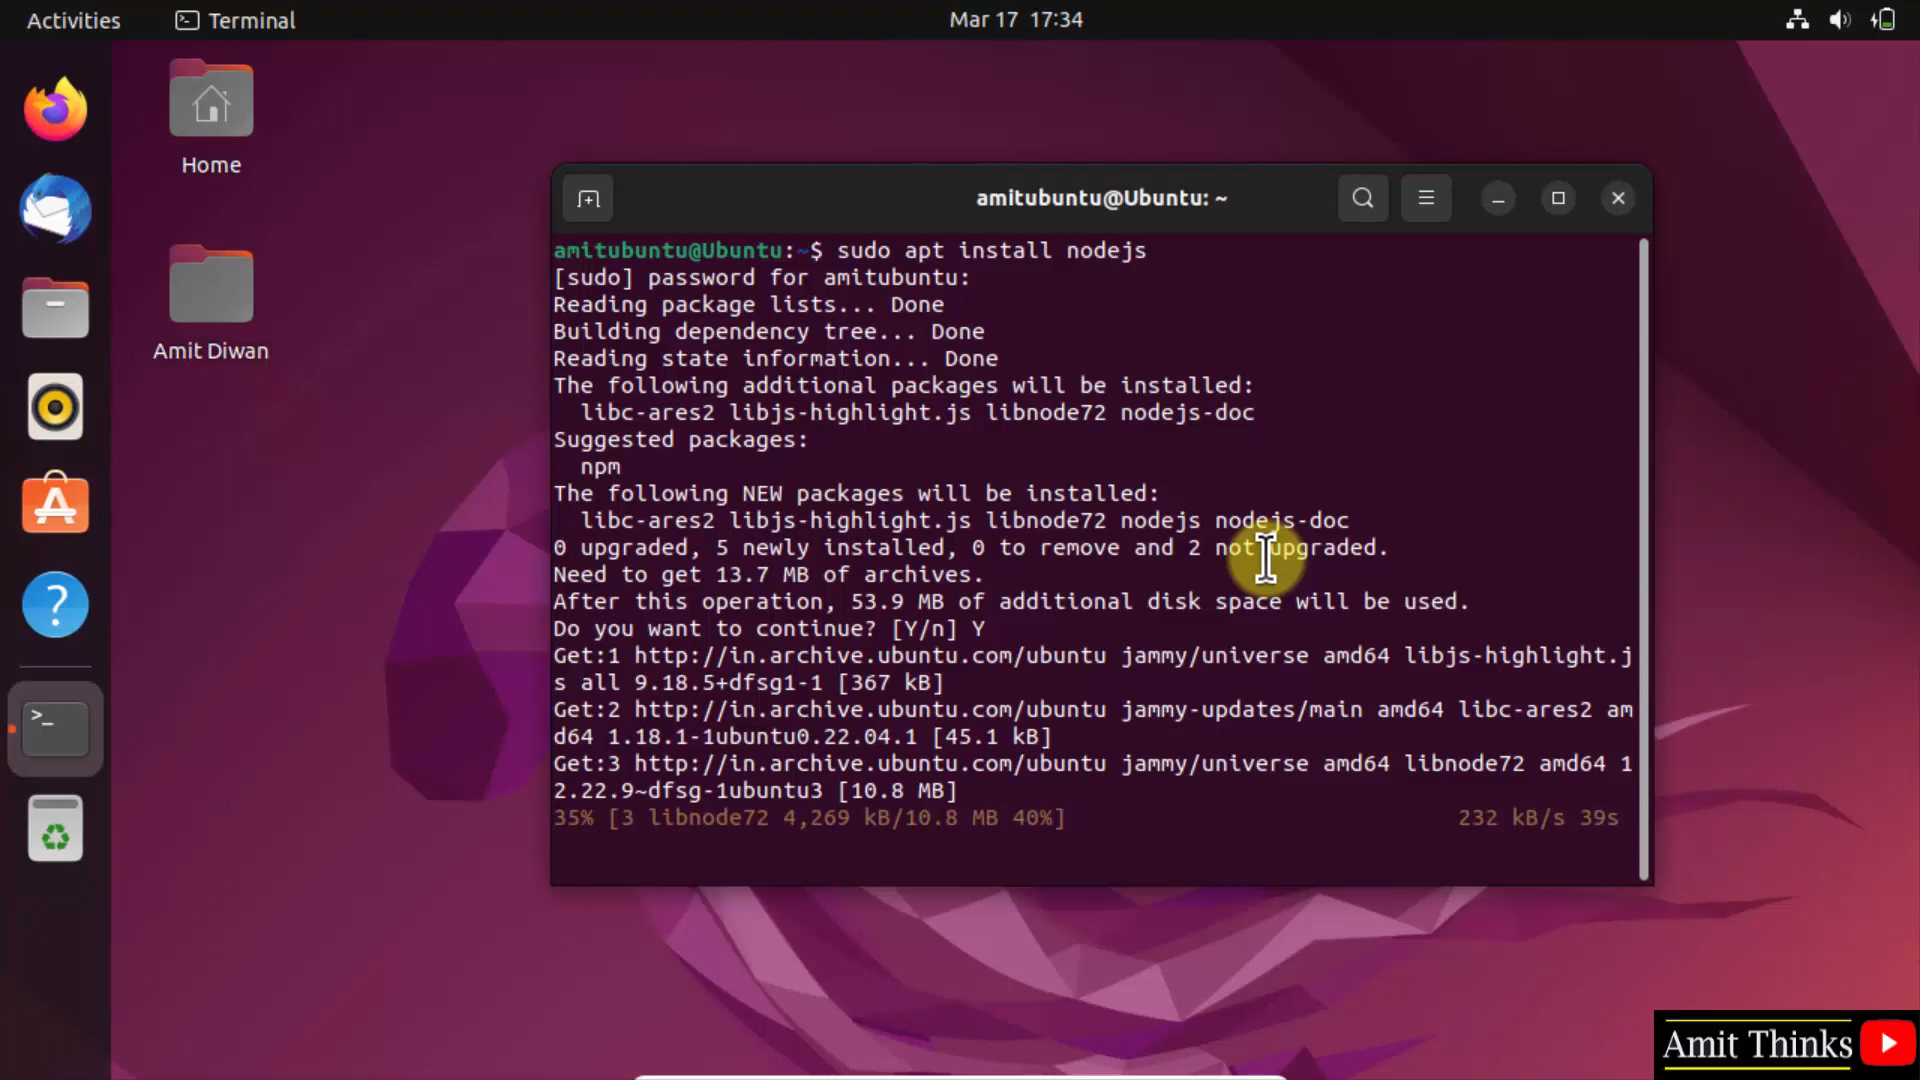 Activities
Terminal
Mar 17 17:34
Home
Amit Diwan
amitubuntu@Ubuntu: ~
amitubuntu@Ubuntu:~$ sudo apt install nodejs
[sudo] password for amitubuntu:
Reading package lists... Done
Building dependency tree... Done
Reading state information... Done
The following additional packages will be installed:
  libc-ares2 libjs-highlight.js libnode72 nodejs-doc
Suggested packages:
  npm
The following NEW packages will be installed:
  libc-ares2 libjs-highlight.js libnode72 nodejs nodejs-doc
0 upgraded, 5 newly installed, 0 to remove and 2 not upgraded.
Need to get 13.7 MB of archives.
After this operation, 53.9 MB of additional disk space will be used.
Do you want to continue? [Y/n] Y
Get:1 http://in.archive.ubuntu.com/ubuntu jammy/universe amd64 libjs-highlight.j
s all 9.18.5+dfsg1-1 [367 kB]
Get:2 http://in.archive.ubuntu.com/ubuntu jammy-updates/main amd64 libc-ares2 am
d64 1.18.1-1ubuntu0.22.04.1 [45.1 kB]
Get:3 http://in.archive.ubuntu.com/ubuntu jammy/universe amd64 libnode72 amd64 1
2.22.9~dfsg-1ubuntu3 [10.8 MB]
35% [3 libnode72 4,269 kB/10.8 MB 40%] 232 kB/s 39s
Amit Thinks